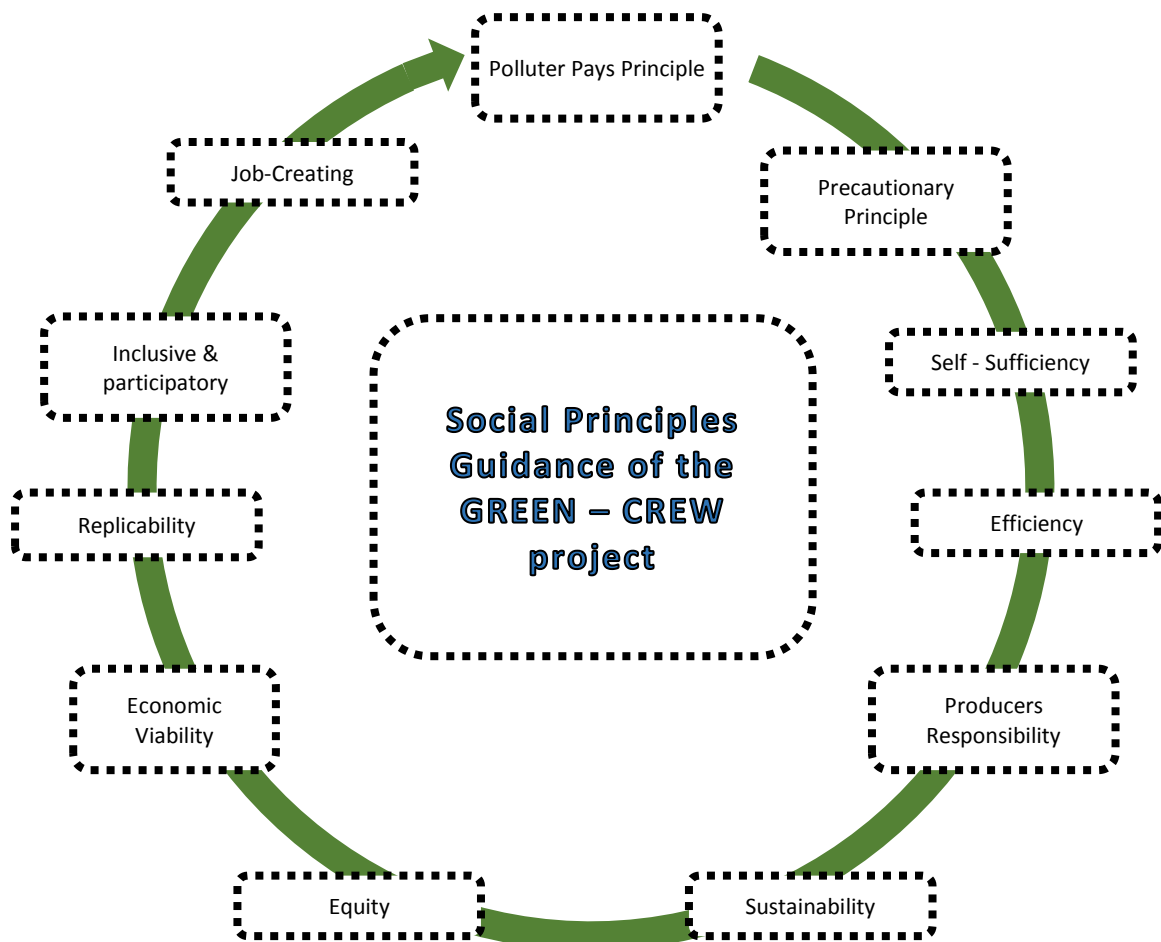 Polluter Pays Principle
Precautionary
Principle
Self - Sufficiency
Efficiency
Producers
Responsibility
Sustainability
Equity
Economic
Viability
Replicability
Inclusive &
participatory
Job-Creating
Social Principles
Guidance of the
GREEN – CREW
project